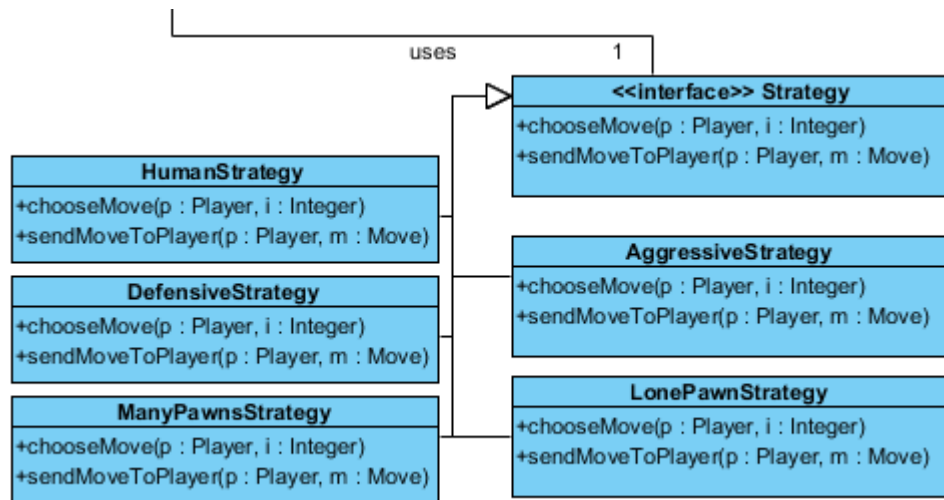 uses
1
<<interface>> Strategy
+chooseMove(p : Player, i : Integer)
+sendMoveToPlayer(p : Player, m : Move)
HumanStrategy
+chooseMove(p : Player, i : Integer)
+sendMoveToPlayer(p : Player, m : Move)
AggressiveStrategy
+chooseMove(p : Player, i : Integer)
+sendMoveToPlayer(p : Player, m : Move)
DefensiveStrategy
+chooseMove(p : Player, i : Integer)
+sendMoveToPlayer(p : Player, m : Move)
LonePawnStrategy
+chooseMove(p : Player, i : Integer)
+sendMoveToPlayer(p : Player, m : Move)
ManyPawnsStrategy
+chooseMove(p : Player, i : Integer)
+sendMoveToPlayer(p : Player, m : Move)